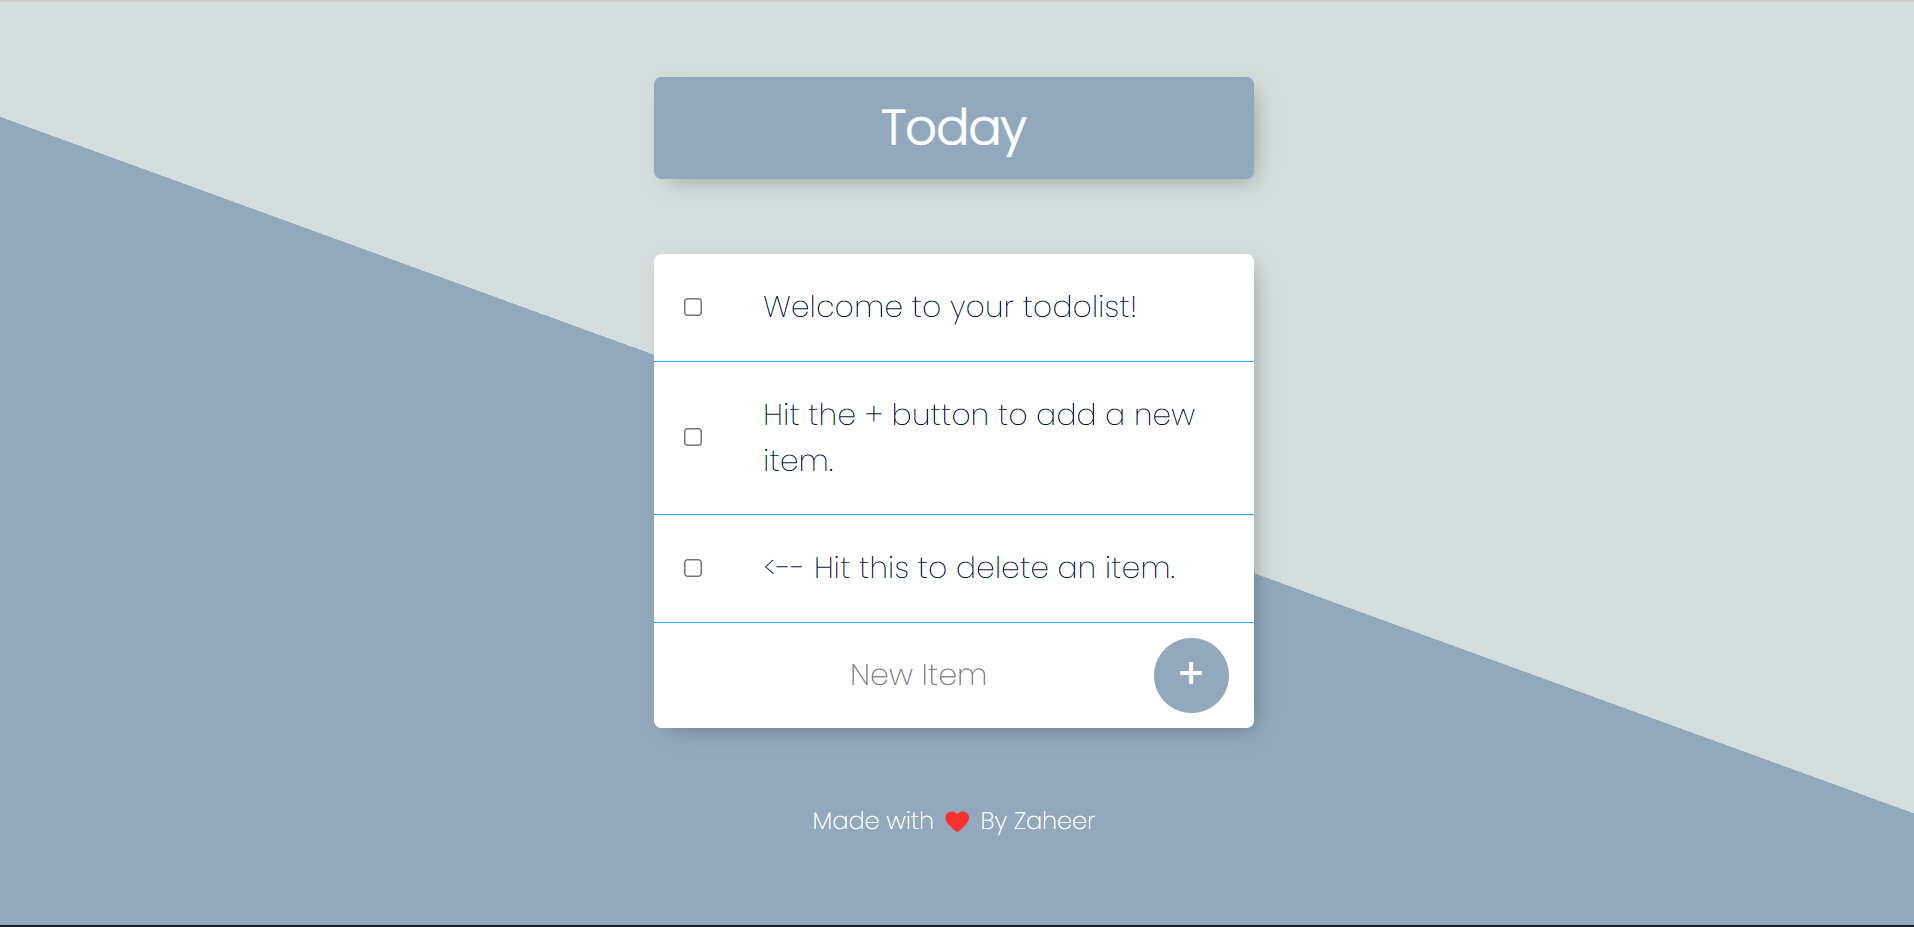 Today
Welcome to your todolist!
Hit the + button to add a new
item.
<-- Hit this to delete an item.
New Item
+
Made with ❤ By Zaheer